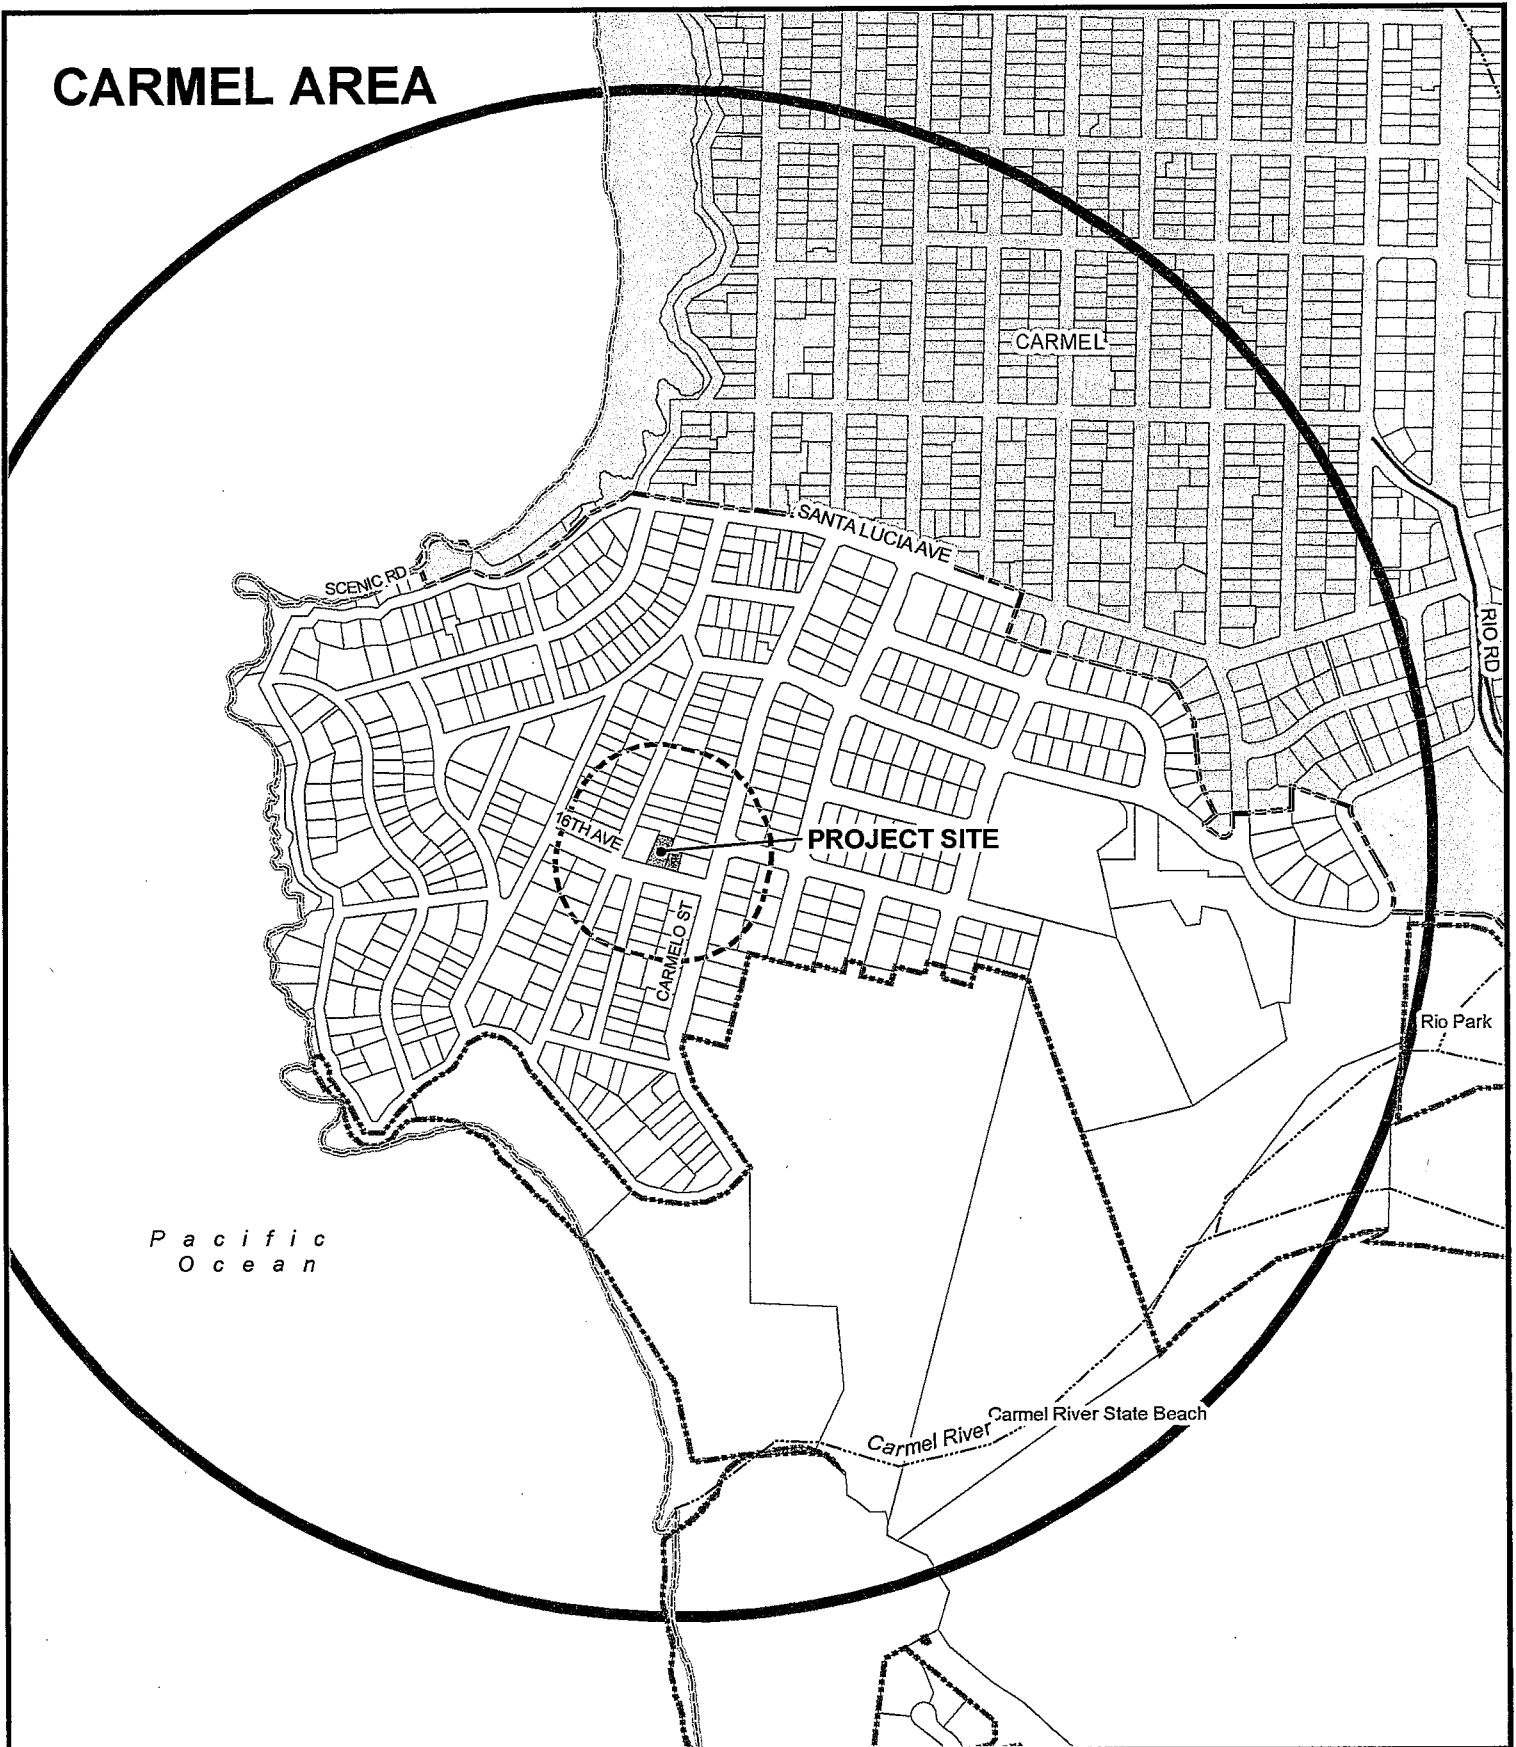 CARMEL AREA
CARMEL
SANTA LUCIA AVE
SCENIC RD
RIO RD
16TH AVE
PROJECT SITE
CARMELO ST
Rio Park
Pacific
Ocean
Carmel River State Beach
Carmel River